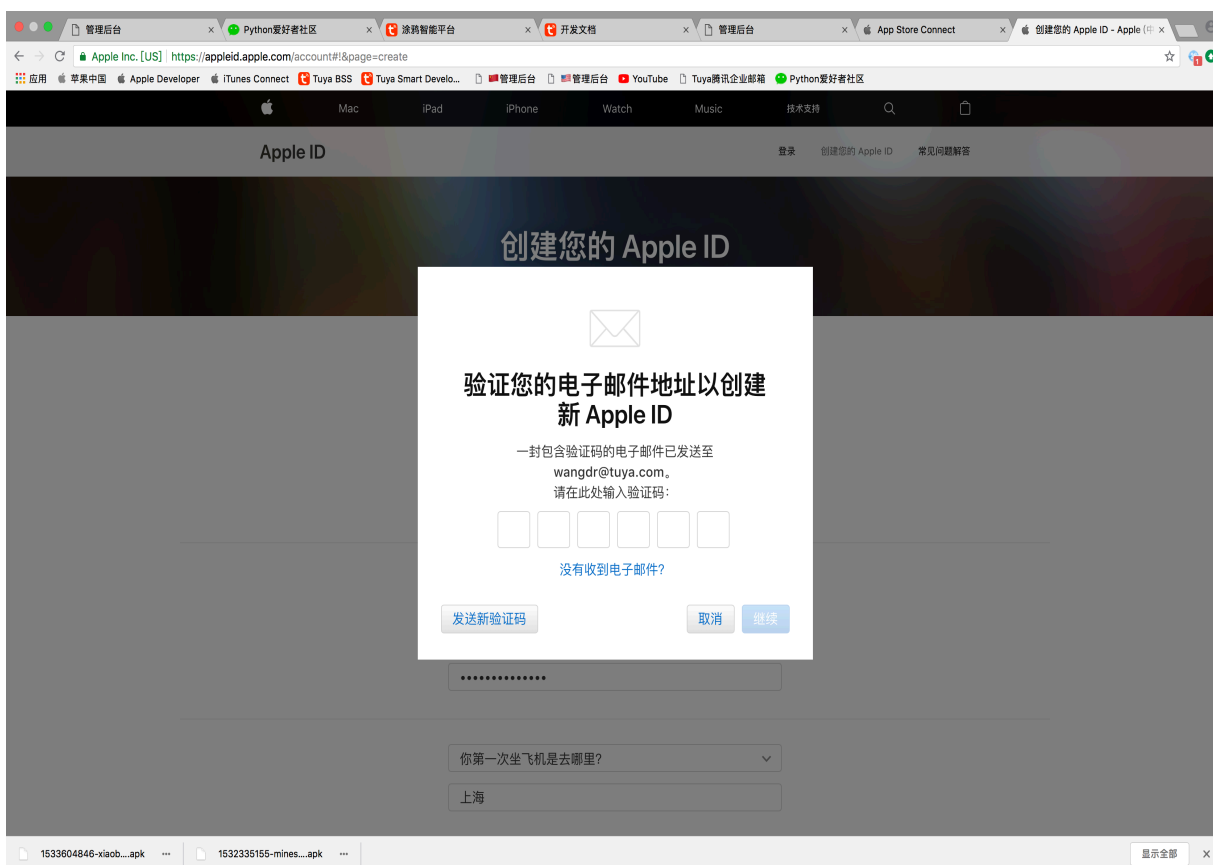 管理后台
Python爱好者社区
涂鸦智能平台
开发文档
管理后台
App Store Connect
创建您的 Apple ID - Apple (中
Apple Inc. [US] https://appleid.apple.com/account#!&page=create
应用 苹果中国 Apple Developer iTunes Connect Tuya BSS Tuya Smart Develo... 管理后台 管理后台 YouTube Tuya腾讯企业邮箱 Python爱好者社区
Mac iPad iPhone Watch Music 技术支持
Apple ID 登录 创建您的 Apple ID 常见问题解答
创建您的 Apple ID
验证您的电子邮件地址以创建
新 Apple ID
一封包含验证码的电子邮件已发送至
wangdr@tuya.com。
请在此处输入验证码：
没有收到电子邮件?
发送新验证码 取消 继续
••••••••••••••
你第一次坐飞机是去哪里?
上海
1533604846-xiaob....apk 1532335155-mines....apk 显示全部